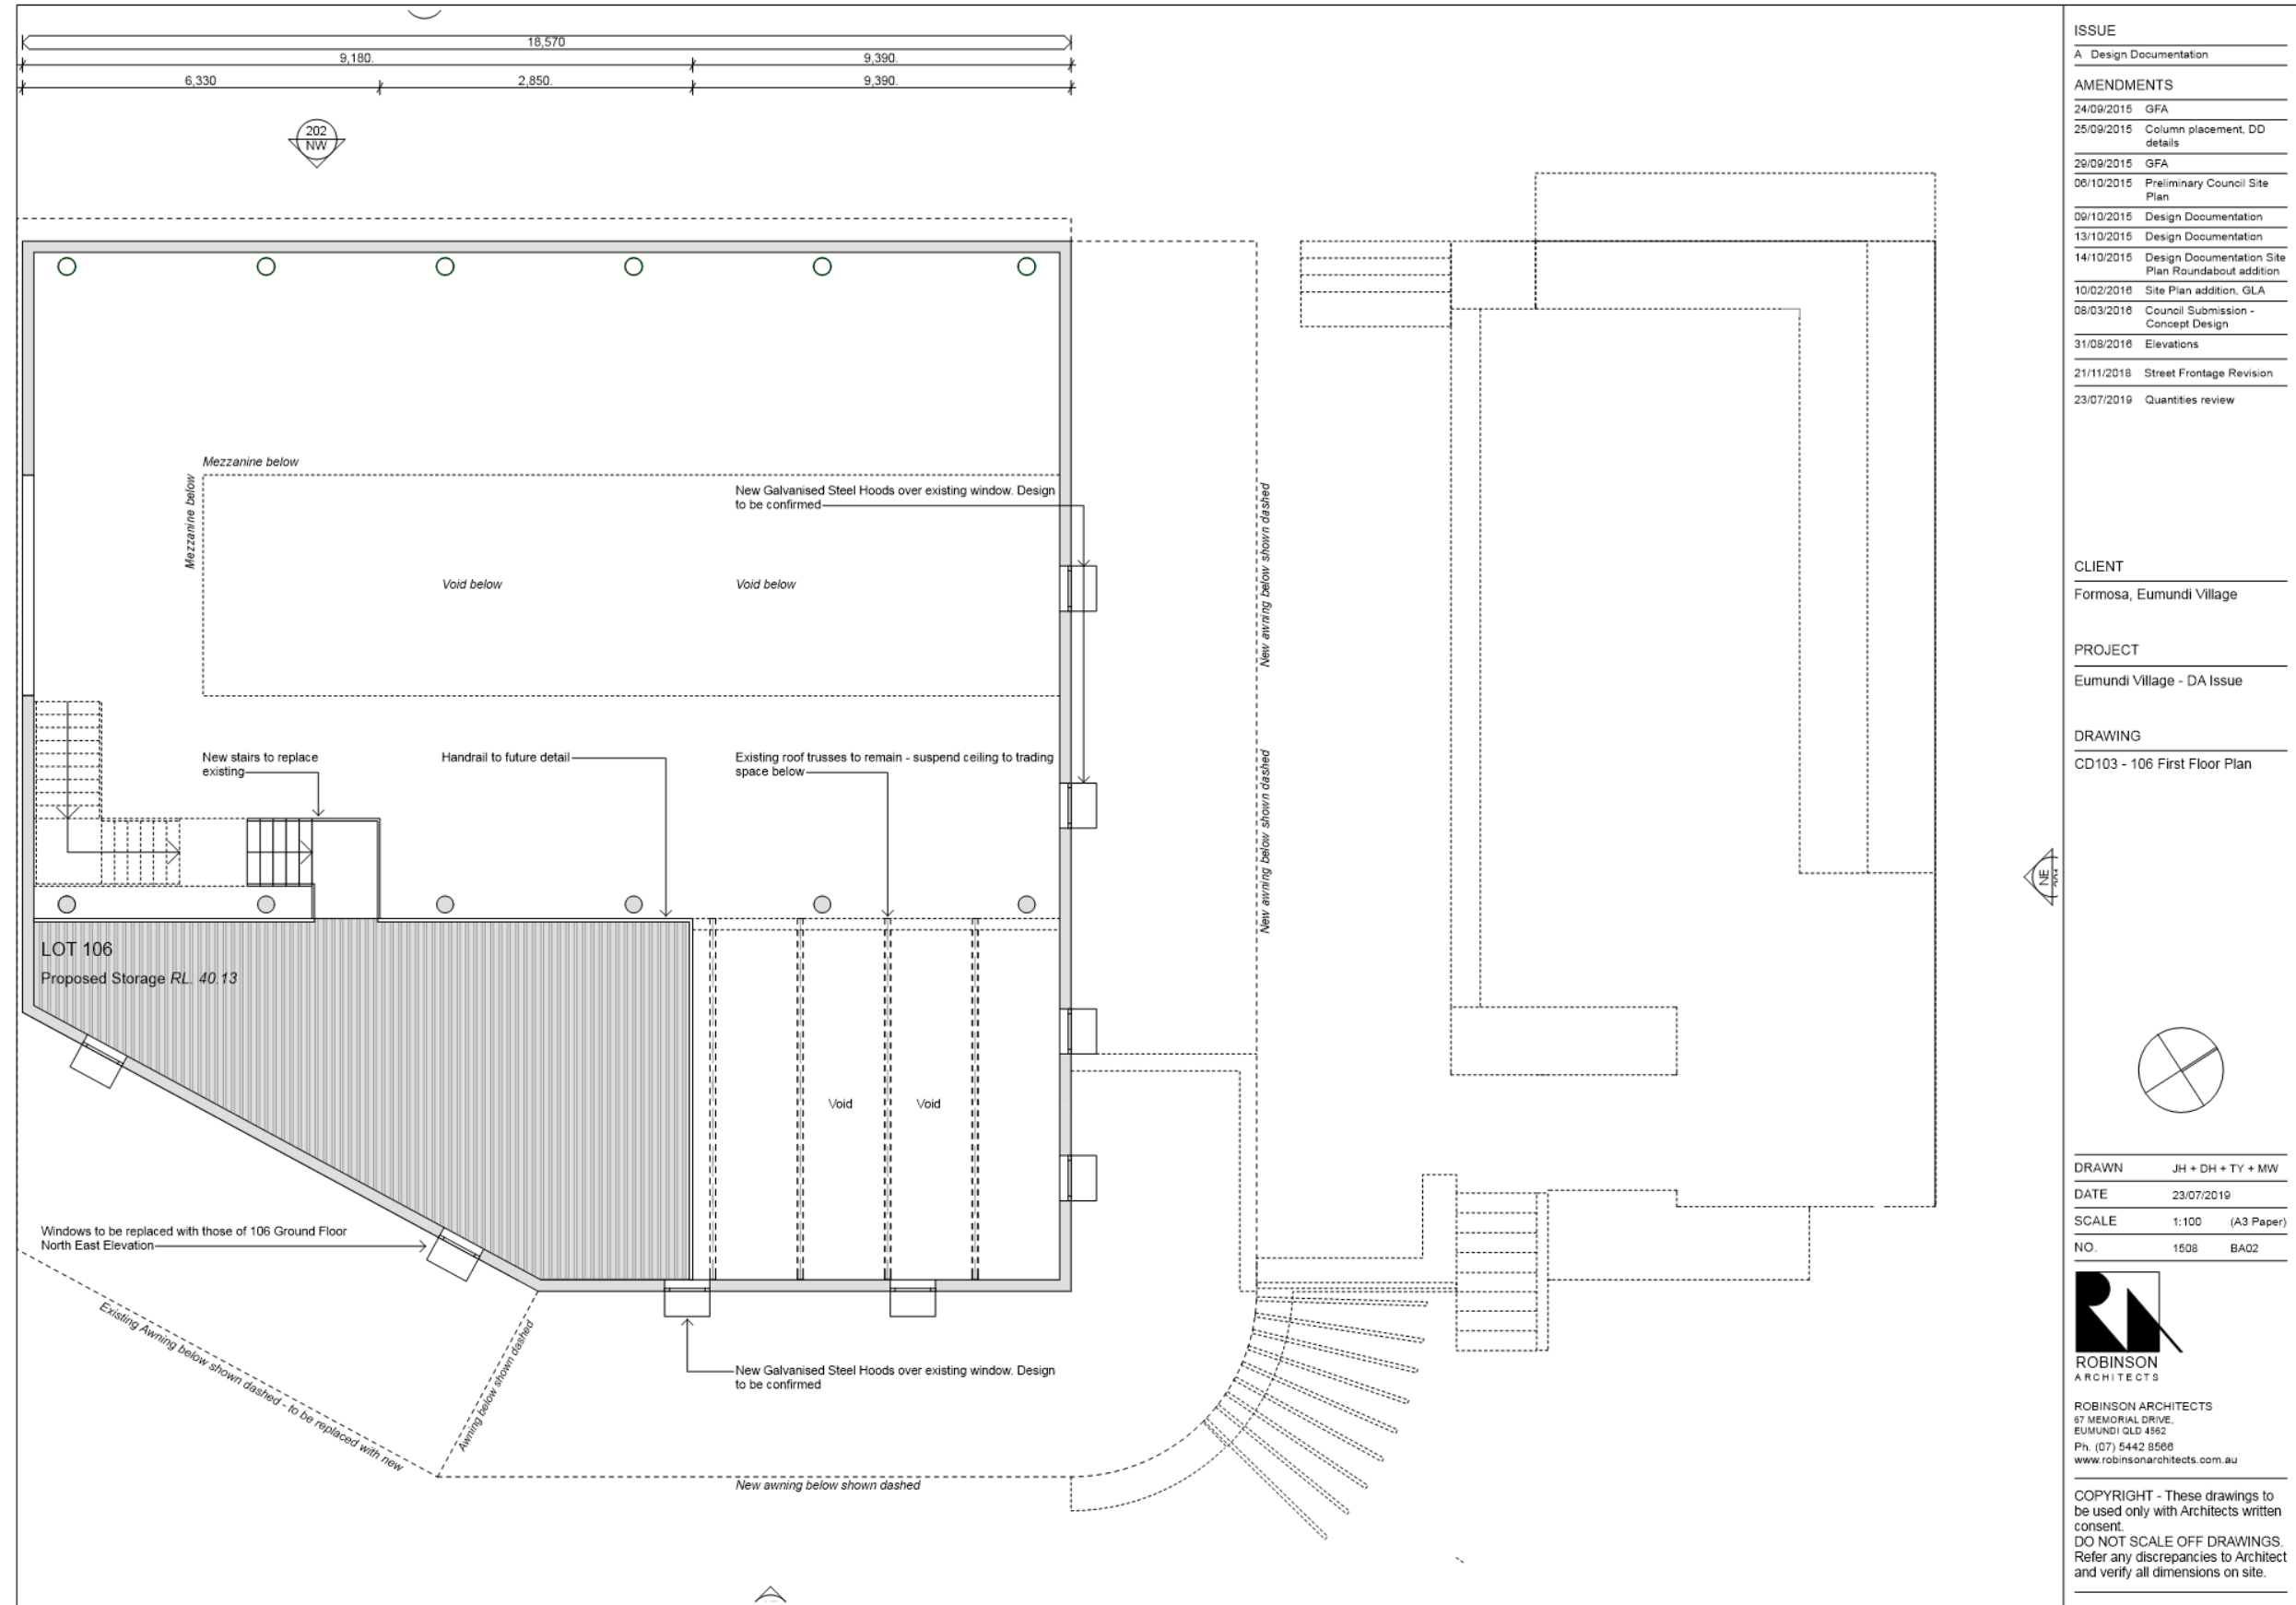 18,570
9,180. 9,390.
6,330 2,850. 9,390.
202
NW
Mezzanine below
Mezzanine below
New Galvanised Steel Hoods over existing window. Design
to be confirmed
Void below Void below
New awning below shown dashed
New stairs to replace
existing
Handrail to future detail
Existing roof trusses to remain - suspend ceiling to trading
space below
New awning below shown dashed
NE
LOT 106
Proposed Storage RL. 40.13
Void Void
Windows to be replaced with those of 106 Ground Floor
North East Elevation
Existing Awning below shown dashed - to be replaced with new
Awning below shown dashed
New Galvanised Steel Hoods over existing window. Design
to be confirmed
New awning below shown dashed
ISSUE
A Design Documentation
AMENDMENTS
24/09/2015 GFA
25/09/2015 Column placement, DD
details
29/09/2015 GFA
06/10/2015 Preliminary Council Site
Plan
09/10/2015 Design Documentation
13/10/2015 Design Documentation
14/10/2015 Design Documentation Site
Plan Roundabout addition
10/02/2016 Site Plan addition, GLA
08/03/2016 Council Submission -
Concept Design
31/08/2016 Elevations
21/11/2018 Street Frontage Revision
23/07/2019 Quantities review
CLIENT
Formosa, Eumundi Village
PROJECT
Eumundi Village - DA Issue
DRAWING
CD103 - 106 First Floor Plan
DRAWN JH + DH + TY + MW
DATE 23/07/2019
SCALE 1:100 (A3 Paper)
NO. 1508 BA02
ROBINSON
ARCHITECTS
ROBINSON ARCHITECTS
67 MEMORIAL DRIVE,
EUMUNDI QLD 4562
Ph. (07) 5442 8566
www.robinsonarchitects.com.au
COPYRIGHT - These drawings to
be used only with Architects written
consent.
DO NOT SCALE OFF DRAWINGS.
Refer any discrepancies to Architect
and verify all dimensions on site.